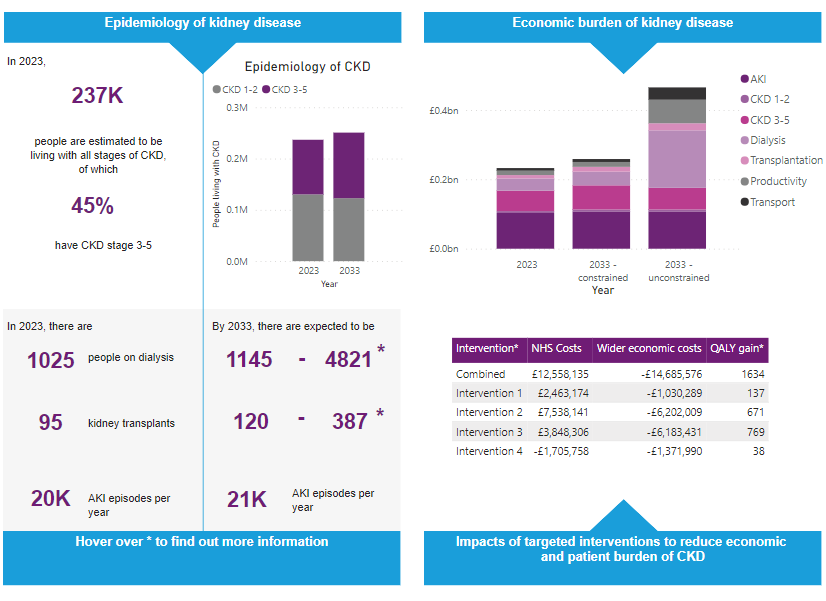 Epidemiology of kidney disease
In 2023,
237K
people are estimated to be
living with all stages of CKD,
of which
45%
have CKD stage 3-5
Epidemiology of CKD
CKD 1-2 CKD 3-5
People living with CKD
0.3M
0.2M
0.1M
0.0M
2023 2033
Year
In 2023, there are
1025 people on dialysis
95 kidney transplants
20K AKI episodes per
year
By 2033, there are expected to be
1145 - 4821 *
120 - 387 *
21K AKI episodes per
year
Hover over * to find out more information
Economic burden of kidney disease
£0.4bn
£0.2bn
£0.0bn
2023
2033 -
constrained
2033 -
unconstrained
Year
AKI
CKD 1-2
CKD 3-5
Dialysis
Transplantation
Productivity
Transport
Intervention* NHS Costs Wider economic costs QALY gain*
Combined £12,558,135 -£14,685,576 1634
Intervention 1 £2,463,174 -£1,030,289 137
Intervention 2 £7,538,141 -£6,202,009 671
Intervention 3 £3,848,306 -£6,183,431 769
Intervention 4 -£1,705,758 -£1,371,990 38
Impacts of targeted interventions to reduce economic
and patient burden of CKD